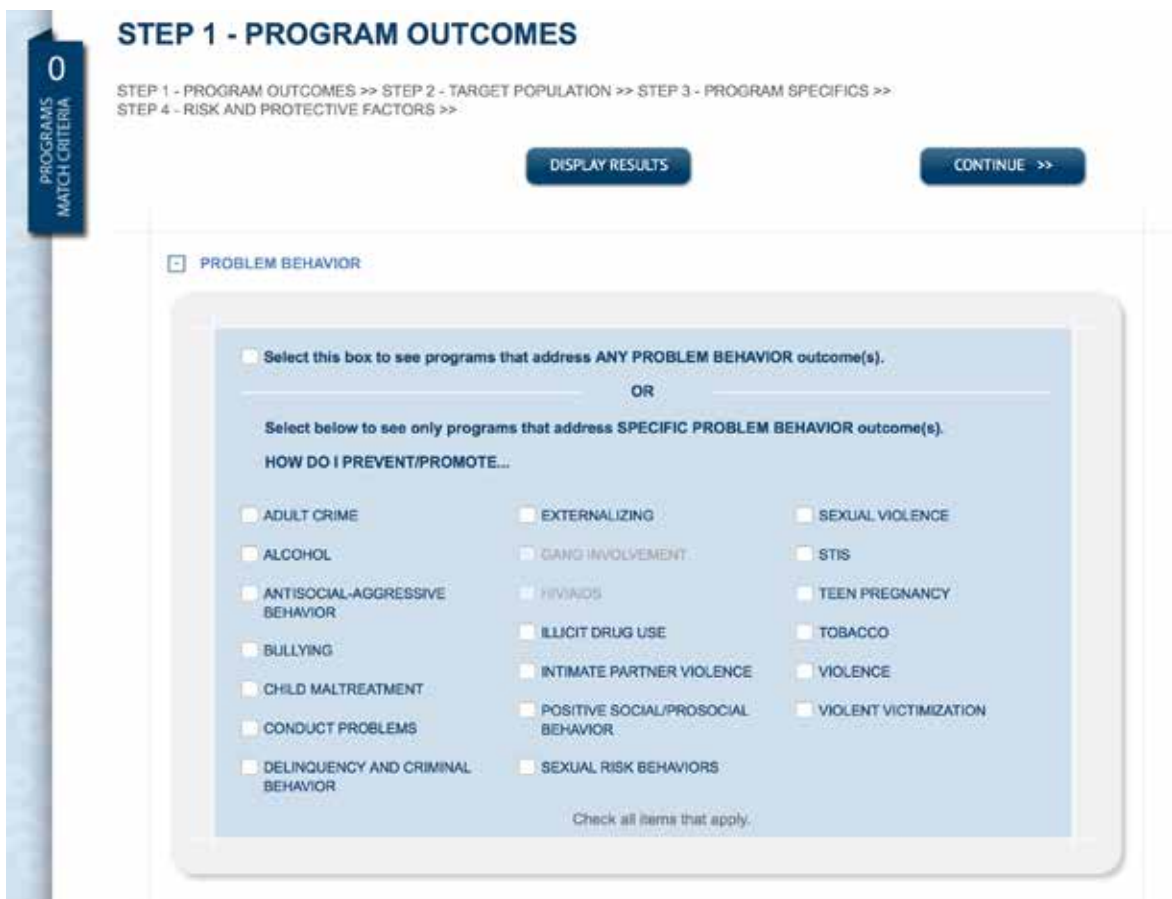 STEP 1 - PROGRAM OUTCOMES
0
PROGRAMS
MATCH CRITERIA
STEP 1 - PROGRAM OUTCOMES >> STEP 2 - TARGET POPULATION >> STEP 3 - PROGRAM SPECIFICS >>
STEP 4 - RISK AND PROTECTIVE FACTORS >>
DISPLAY RESULTS
CONTINUE >>
PROBLEM BEHAVIOR
Select this box to see programs that address ANY PROBLEM BEHAVIOR outcome(s).
OR
Select below to see only programs that address SPECIFIC PROBLEM BEHAVIOR outcome(s).
HOW DO I PREVENT/PROMOTE...
ADULT CRIME
ALCOHOL
ANTISOCIAL-AGGRESSIVE
BEHAVIOR
BULLYING
CHILD MALTREATMENT
CONDUCT PROBLEMS
DELINQUENCY AND CRIMINAL
BEHAVIOR
EXTERNALIZING
GANG INVOLVEMENT
HIV/AIDS
ILLICIT DRUG USE
INTIMATE PARTNER VIOLENCE
POSITIVE SOCIAL/PROSOCIAL
BEHAVIOR
SEXUAL RISK BEHAVIORS
SEXUAL VIOLENCE
STIS
TEEN PREGNANCY
TOBACCO
VIOLENCE
VIOLENT VICTIMIZATION
Check all items that apply.